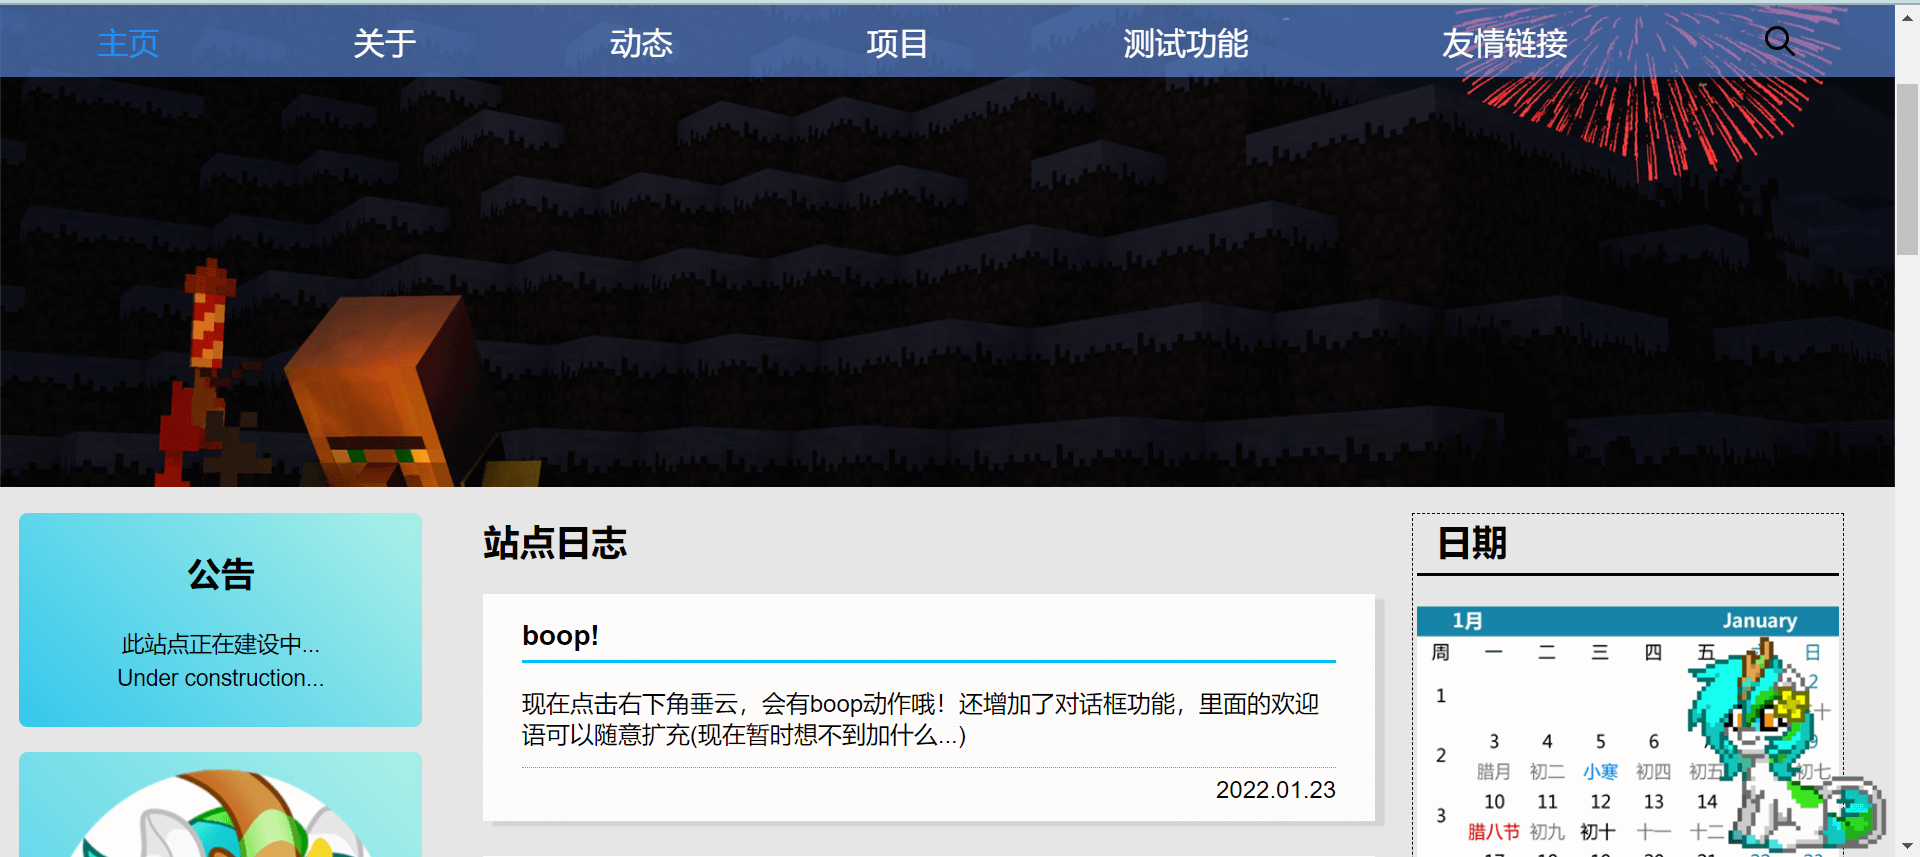 主页 关于 动态 项目 测试功能 友情链接
公告
此站点正在建设中...
Under construction...
站点日志
boop!
现在点击右下角垂云，会有boop动作哦！还增加了对话框功能，里面的欢迎
语可以随意扩充(现在暂时想不到加什么...)
2022.01.23
日期
1月 January
周 一 二 三 四 五 日
1 2
十
2 3 4 5 6 9
腊月 初二 小寒 初四 初五 初七
3 10 11 12 13 14
腊八节 初九 初十 十一 十二